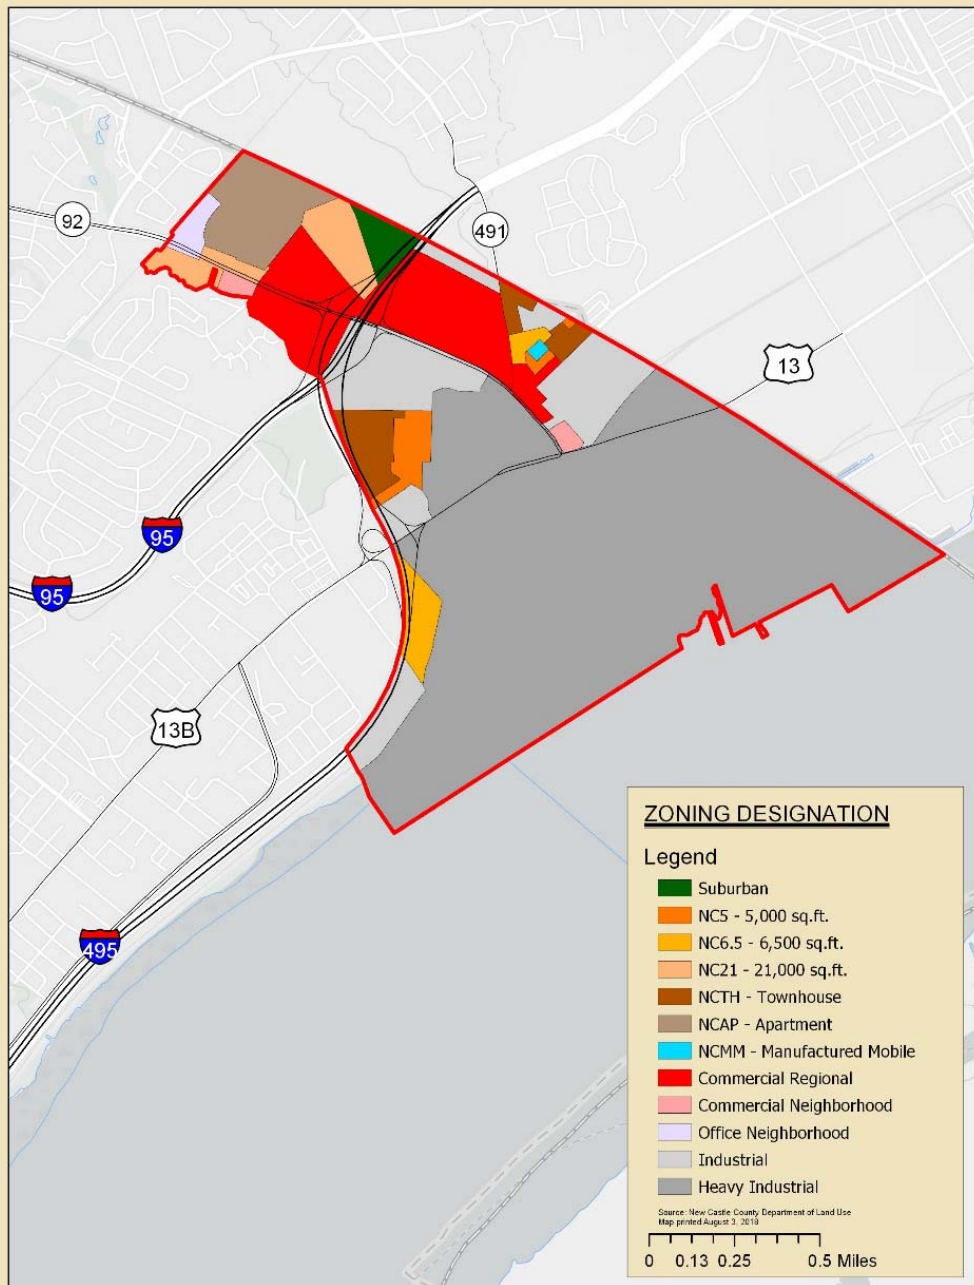 92
491
13
95
95
13B
495
ZONING DESIGNATION
Legend
Suburban
NC5 - 5,000 sq.ft.
NC6.5 - 6,500 sq.ft.
NC21 - 21,000 sq.ft.
NCTH - Townhouse
NCAP - Apartment
NCMM - Manufactured Mobile
Commercial Regional
Commercial Neighborhood
Office Neighborhood
Industrial
Heavy Industrial
Source: New Castle County Department of Land Use
Map printed August 3, 2018
0 0.13 0.25 0.5 Miles